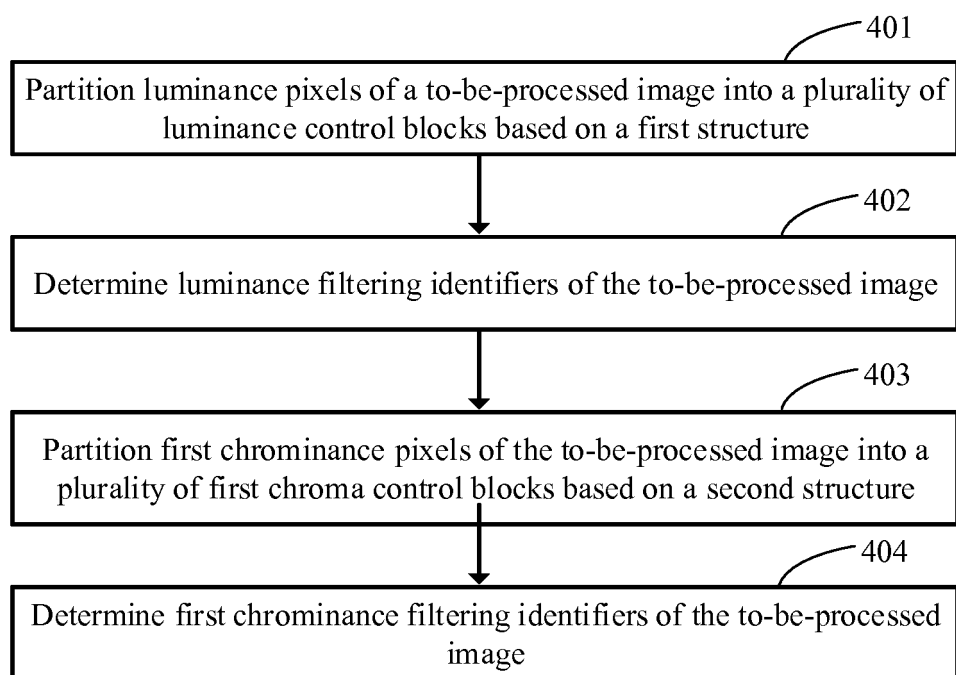 401
Partition luminance pixels of a to-be-processed image into a plurality of
luminance control blocks based on a first structure
402
Determine luminance filtering identifiers of the to-be-processed image
403
Partition first chrominance pixels of the to-be-processed image into a
plurality of first chroma control blocks based on a second structure
404
Determine first chrominance filtering identifiers of the to-be-processed
image